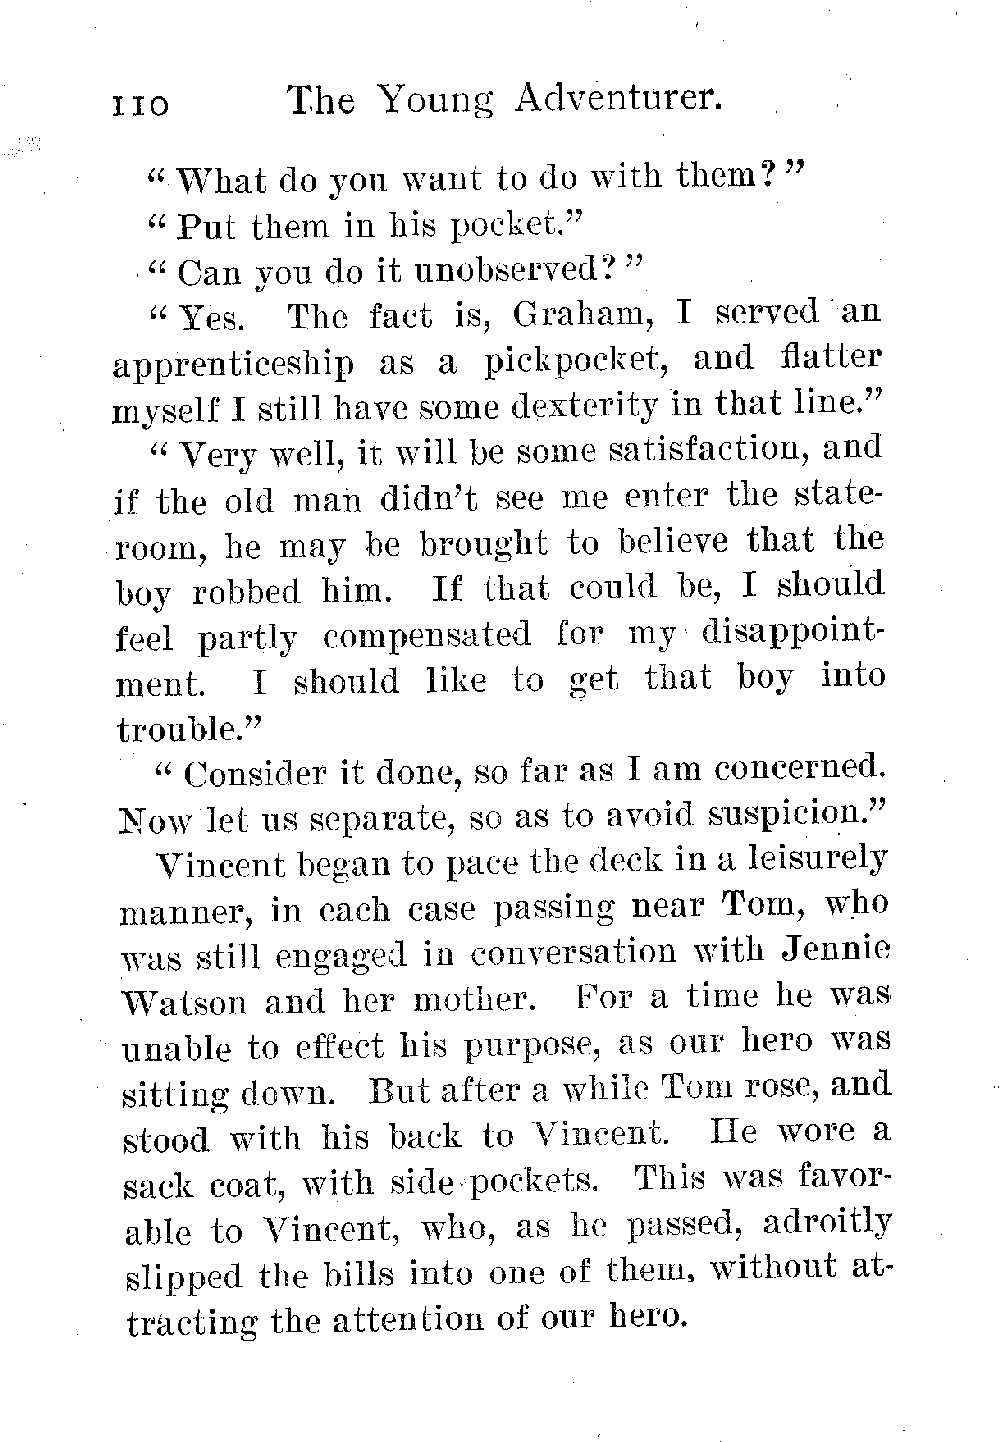 110 The Young Adventurer.
“ What do you want to do with them? ”
“ Put them in his pocket.”
“ Can you do it unobserved? ”
“ Yes. The fact is, Graham, I served an
apprenticeship as a pickpocket, and flatter
myself I still have some dexterity in that line.”
“ Very well, it will be some satisfaction, and
if the old man didn’t see me enter the state-
room, he may be brought to believe that the
boy robbed him. If that could be, I should
feel partly compensated for my disappoint-
ment. I should like to get that boy into
trouble.”
“ Consider it done, so far as I am concerned.
Now let us separate, so as to avoid suspicion.”
Vincent began to pace the deck in a leisurely
manner, in each case passing near Tom, who
was still engaged in conversation with Jennie
Watson and her mother. For a time he was
unable to effect his purpose, as our hero was
sitting down. But after a while Tom rose, and
stood with his back to Vincent. He wore a
sack coat, with side pockets. This was favor-
able to Vincent, who, as he passed, adroitly
slipped the bills into one of them, without at-
tracting the attention of our hero.